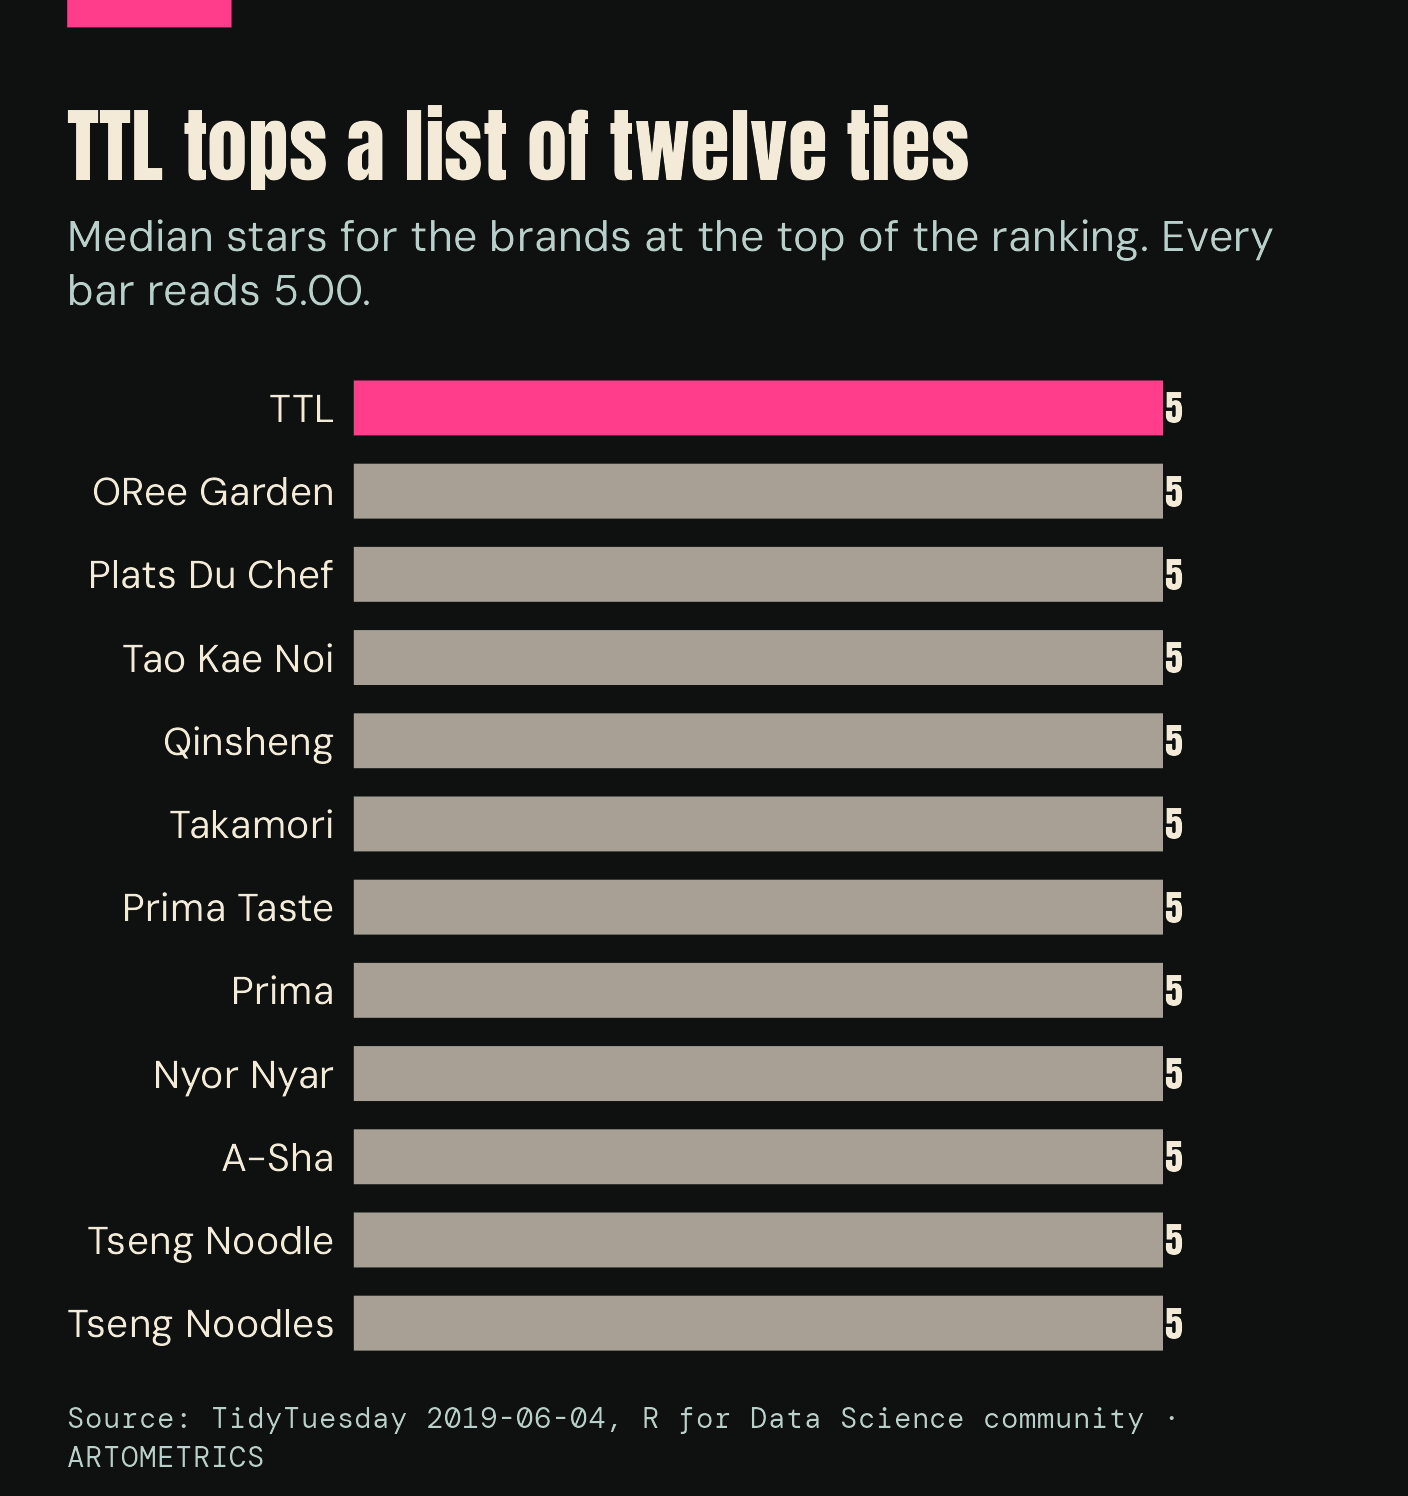 TTL tops a list of twelve ties
Median stars for the brands at the top of the ranking. Every
bar reads 5.00.
TTL 5
ORee Garden 5
Plats Du Chef 5
Tao Kae Noi 5
Qinsheng 5
Takamori 5
Prima Taste 5
Prima 5
Nyor Nyar 5
A-Sha 5
Tseng Noodle 5
Tseng Noodles 5
Source: TidyTuesday 2019-06-04, R for Data Science community ·
ARTOMETRICS